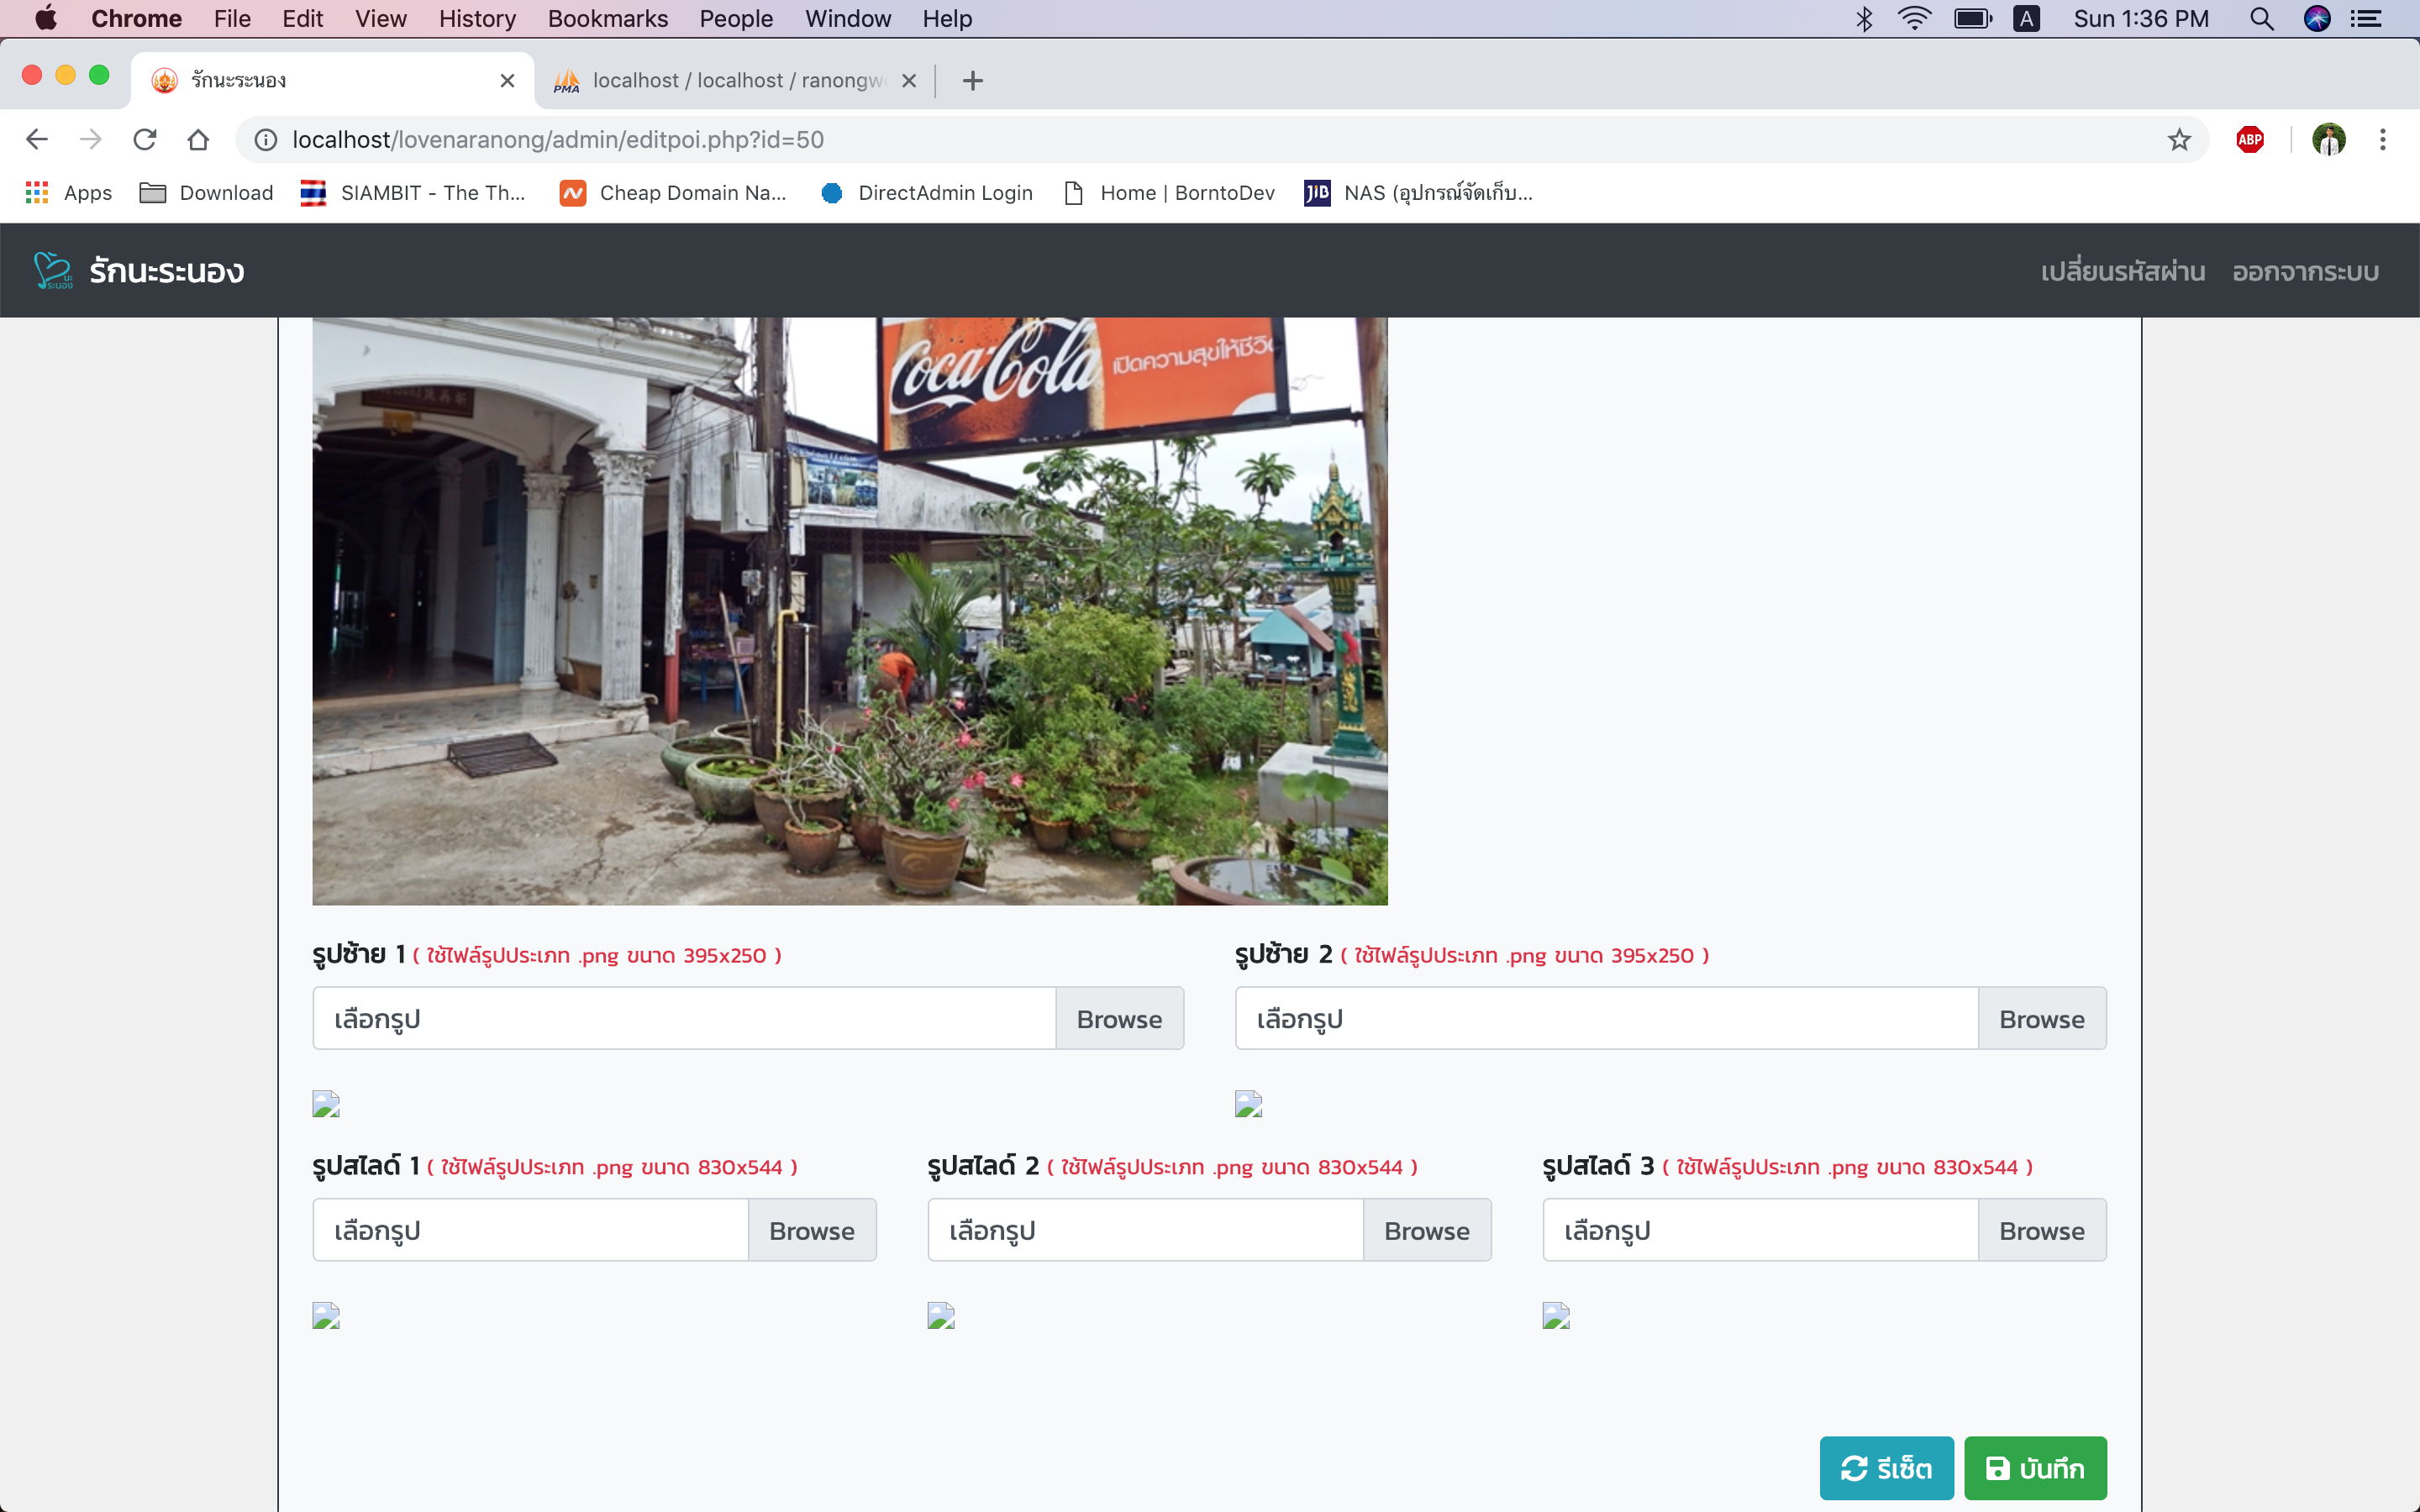 Chrome File Edit View History Bookmarks People Window Help A Sun 1:36 PM
รักนะระนอง PMA localhost / localhost / ranongw
localhost/lovenaranong/admin/editpoi.php?id=50 ABP
Apps Download SIAMBIT - The Th... Cheap Domain Na... DirectAdmin Login Home | BorntoDev JIB NAS (อุปกรณ์จัดเก็บ...
นะ ระนอง รักนะระนอง เปลี่ยนรหัสผ่าน ออกจากระบบ
Coca-Cola เปิดความสุขให้ชีวิต
รูปซ้าย 1 ( ใช้ไฟล์รูปประเภท .png ขนาด 395x250 ) รูปซ้าย 2 ( ใช้ไฟล์รูปประเภท .png ขนาด 395x250 )
เลือกรูป Browse เลือกรูป Browse
รูปสไลด์ 1 ( ใช้ไฟล์รูปประเภท .png ขนาด 830x544 ) รูปสไลด์ 2 ( ใช้ไฟล์รูปประเภท .png ขนาด 830x544 ) รูปสไลด์ 3 ( ใช้ไฟล์รูปประเภท .png ขนาด 830x544 )
เลือกรูป Browse เลือกรูป Browse เลือกรูป Browse
รีเซ็ต บันทึก